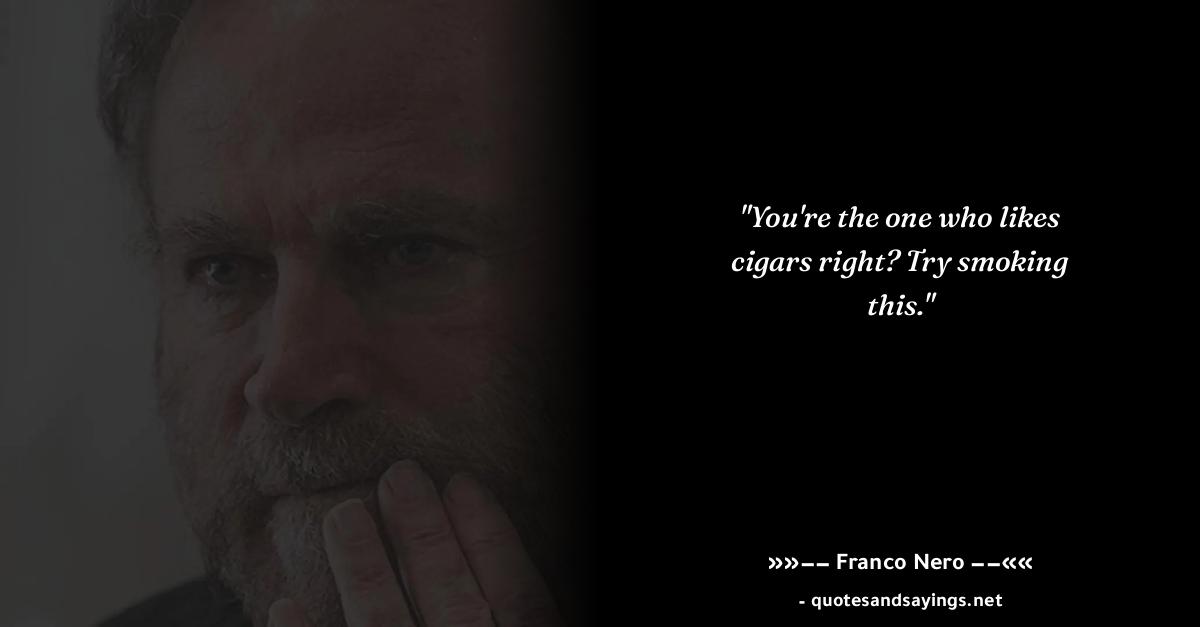 "You're the one who likes
cigars right? Try smoking
this."
»»−− Franco Nero −−««
- quotesandsayings.net